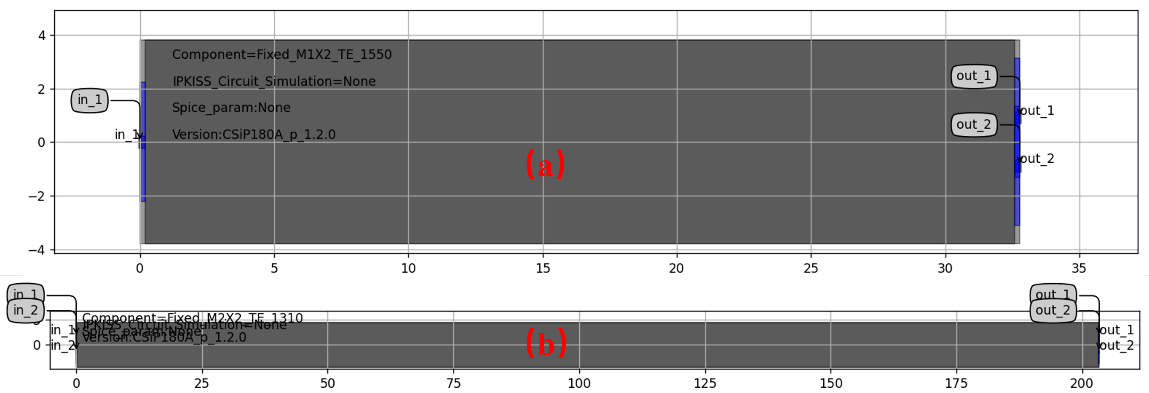 4
Component=Fixed_M1X2_TE_1550
out_1
IPKISS_Circuit_Simulation=None
2
in_1
Spice_param:None
out_1
out_2
in_1
Version:CSiP180A_p_1.2.0
0
(a)
out_2
−2
−4
0 5 10 15 20 25 30 35
in_1
out_1
in_2
out_2
Component=Fixed_M2X2_TE_1310
IPKISS_Circuit_Simulation=None
in_1
Spice_param:None
out_1
Version:CSiP180A_p_1.2.0
in_2
0
(b)
out_2
0 25 50 75 100 125 150 175 200